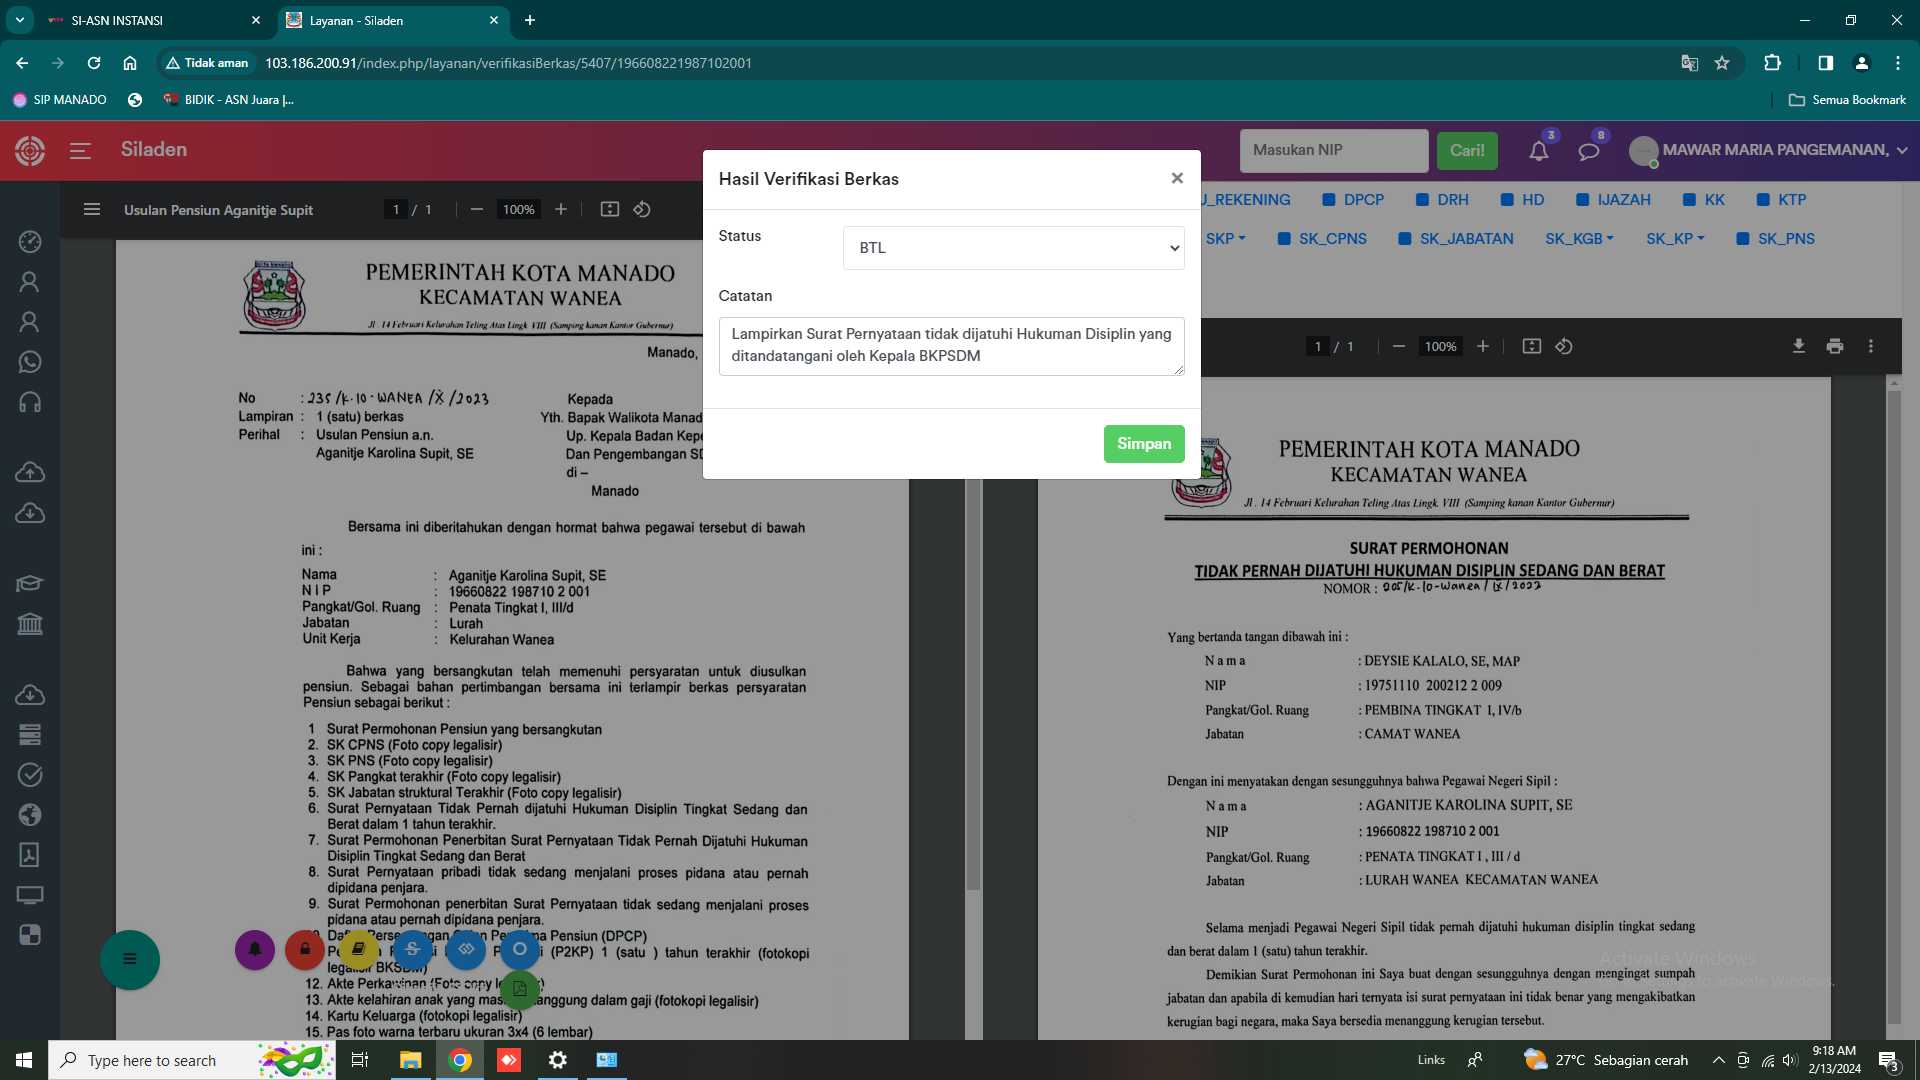 SI-ASN INSTANSI
Layanan - Siladen
Tidak aman
103.186.200.91/index.php/layanan/verifikasiBerkas/5407/196608221987102001
SIP MANADO
BIDIK - ASN Juara |...
Semua Bookmark
Siladen
Masukan NIP
Cari!
3
8
MAWAR MARIA PANGEMANAN,
Usulan Pensiun Aganitje Supit
1 / 1
100%
PEMERINTAH KOTA MANADO
KECAMATAN WANEA
Jl 14 Februari Kelurahan Teling Atas Lingk VIII (Samping kanan Kantor Gubernur)
Manado,
No : 235/K.10-WANEA/X/2023
Lampiran : 1 (satu) berkas
Perihal : Usulan Pensiun a.n.
Aganitje Karolina Supit, SE
Kepada
Yth. Bapak Walikota Manad
Up. Kepala Badan Kepe
Dan Pengembangan SD
di –
Manado
Bersama ini diberitahukan dengan hormat bahwa pegawai tersebut di bawah
ini :
Nama : Aganitje Karolina Supit, SE
N I P : 19660822 198710 2 001
Pangkat/Gol. Ruang : Penata Tingkat I, III/d
Jabatan : Lurah
Unit Kerja : Kelurahan Wanea
Bahwa yang bersangkutan telah memenuhi persyaratan untuk diusulkan
pensiun. Sebagai bahan pertimbangan bersama ini terlampir berkas persyaratan
Pensiun sebagai berikut :
1 Surat Permohonan Pensiun yang bersangkutan
2. SK CPNS (Foto copy legalisir)
3. SK PNS (Foto copy legalisir)
4. SK Pangkat terakhir (Foto copy legalisir)
5. SK Jabatan struktural Terakhir (Foto copy legalisir)
6. Surat Pernyataan Tidak Pernah dijatuhi Hukuman Disiplin Tingkat Sedang dan
Berat dalam 1 tahun terakhir.
7. Surat Permohonan Penerbitan Surat Pernyataan Tidak Pernah Dijatuhi Hukuman
Disiplin Tingkat Sedang dan Berat
8. Surat Pernyataan pribadi tidak sedang menjalani proses pidana atau pernah
dipidana penjara.
9. Surat Permohonan penerbitan Surat Pernyataan tidak sedang menjalani proses
pidana atau pernah dipidana penjara.
Pensiun (DPCP)
(P2KP) 1 (satu ) tahun terakhir (fotokopi
BKSDM)
12. Akte Perkawinan (Foto copy
13. Akte kelahiran anak yang dalam gaji (fotokopi legalisir)
14. Kartu Keluarga (fotokopi legalisir)
15. Pas foto warna terbaru ukuran 3x4 (6 lembar)
Hasil Verifikasi Berkas
×
Status
BTL
Catatan
Lampirkan Surat Pernyataan tidak dijatuhi Hukuman Disiplin yang
ditandatangani oleh Kepala BKPSDM
Simpan
U_REKENING
DPCP
DRH
HD
IJAZAH
KK
KTP
SKP
SK_CPNS
SK_JABATAN
SK_KGB
SK_KP
SK_PNS
1 / 1
100%
PEMERINTAH KOTA MANADO
KECAMATAN WANEA
Jl . 14 Februari Kelurahan Teling Atas Lingk. VIII (Samping kanan Kantor Gubernur)
SURAT PERMOHONAN
TIDAK PERNAH DIJATUHI HUKUMAN DISIPLIN SEDANG DAN BERAT
NOMOR : 205/K.10-Wanea/IX/2023
Yang bertanda tangan dibawah ini :
N a m a : DEYSIE KALALO, SE, MAP
NIP : 19751110 200212 2 009
Pangkat/Gol. Ruang : PEMBINA TINGKAT I, IV/b
Jabatan : CAMAT WANEA
Dengan ini menyatakan dengan sesungguhnya bahwa Pegawai Negeri Sipil :
N a m a : AGANITJE KAROLINA SUPIT, SE
NIP : 19660822 198710 2 001
Pangkat/Gol. Ruang : PENATA TINGKAT I , III / d
Jabatan : LURAH WANEA KECAMATAN WANEA
Selama menjadi Pegawai Negeri Sipil tidak pernah dijatuhi hukuman disiplin tingkat sedang
dan berat dalam 1 (satu) tahun terakhir.
Demikian Surat Permohonan ini Saya buat dengan sesungguhnya dengan mengingat sumpah
jabatan dan apabila di kemudian hari ternyata isi surat pernyataan ini tidak benar yang mengakibatkan
kerugian bagi negara, maka Saya bersedia menanggung kerugian tersebut.
Activate Windows
to activate Windows.
Type here to search
Links
27°C Sebagian cerah
9:18 AM
2/13/2024
3